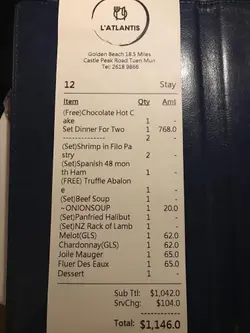 L'ATLANTIS
Golden Beach 18.5 Miles
Castle Peak Road Tuen Mun
Tel: 2618 9866
12 Stay
Item Qty Amt
(Free)Chocolate Hot C
ake 1 -
Set Dinner For Two 1 768.0
--------------- 2 -
(Set)Shrimp in Filo Pa
stry 2 -
(Set)Spanish 48 mon
th Ham 1 -
(FREE) Truffle Abalon
e 1 -
(Set)Beef Soup 1 -
~ONIONSOUP 1 20.0
(Set)Panfried Halibut 1 -
(Set)NZ Rack of Lamb 1 -
Melot(GLS) 1 62.0
Chardonnay(GLS) 1 62.0
Joile Mauger 1 65.0
Fluer Des Eaux 1 65.0
Dessert 1 -
Sub Ttl: $1,042.0
SrvChg: $104.0
Total: $1,146.0